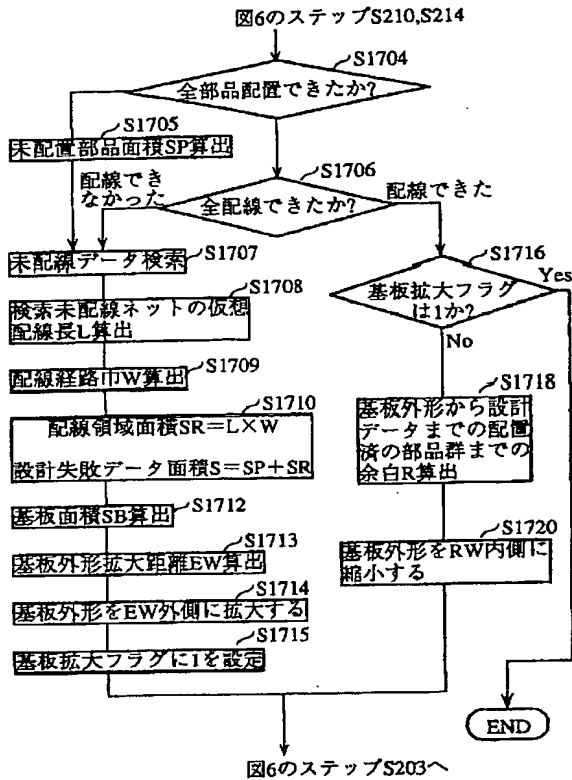 図6のステップS210,S214
S1704
全部品配置できたか?
S1705
未配置部品面積SP算出
S1706
配線でき
なかった
全配線できたか?
配線できた
S1707
未配線データ検索
S1708
検索未配線ネットの仮想
配線長L算出
S1709
配線経路巾W算出
S1710
配線領域面積SR=L×W
設計失敗データ面積S=SP+SR
S1712
基板面積SB算出
S1713
基板外形拡大距離EW算出
S1714
基板外形をEW外側に拡大する
S1715
基板拡大フラグに1を設定
S1716
基板拡大フラグ
は1か?
Yes
No
S1718
基板外形から設計
データまでの配置
済の部品群までの
余白R算出
S1720
基板外形をRW内側に
縮小する
END
図6のステップS203へ